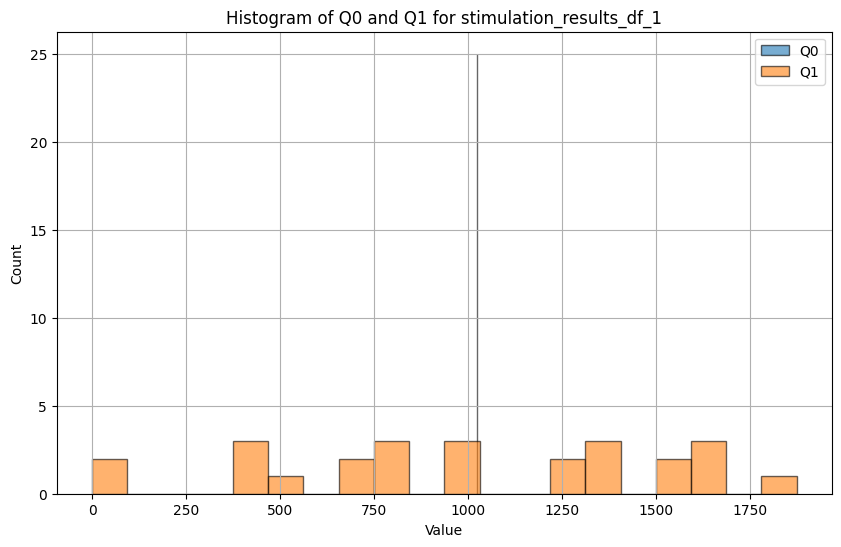 Histogram of Q0 and Q1 for stimulation_results_df_1
Q0
Q1
25
20
15
10
5
0
Count
0 250 500 750 1000 1250 1500 1750
Value